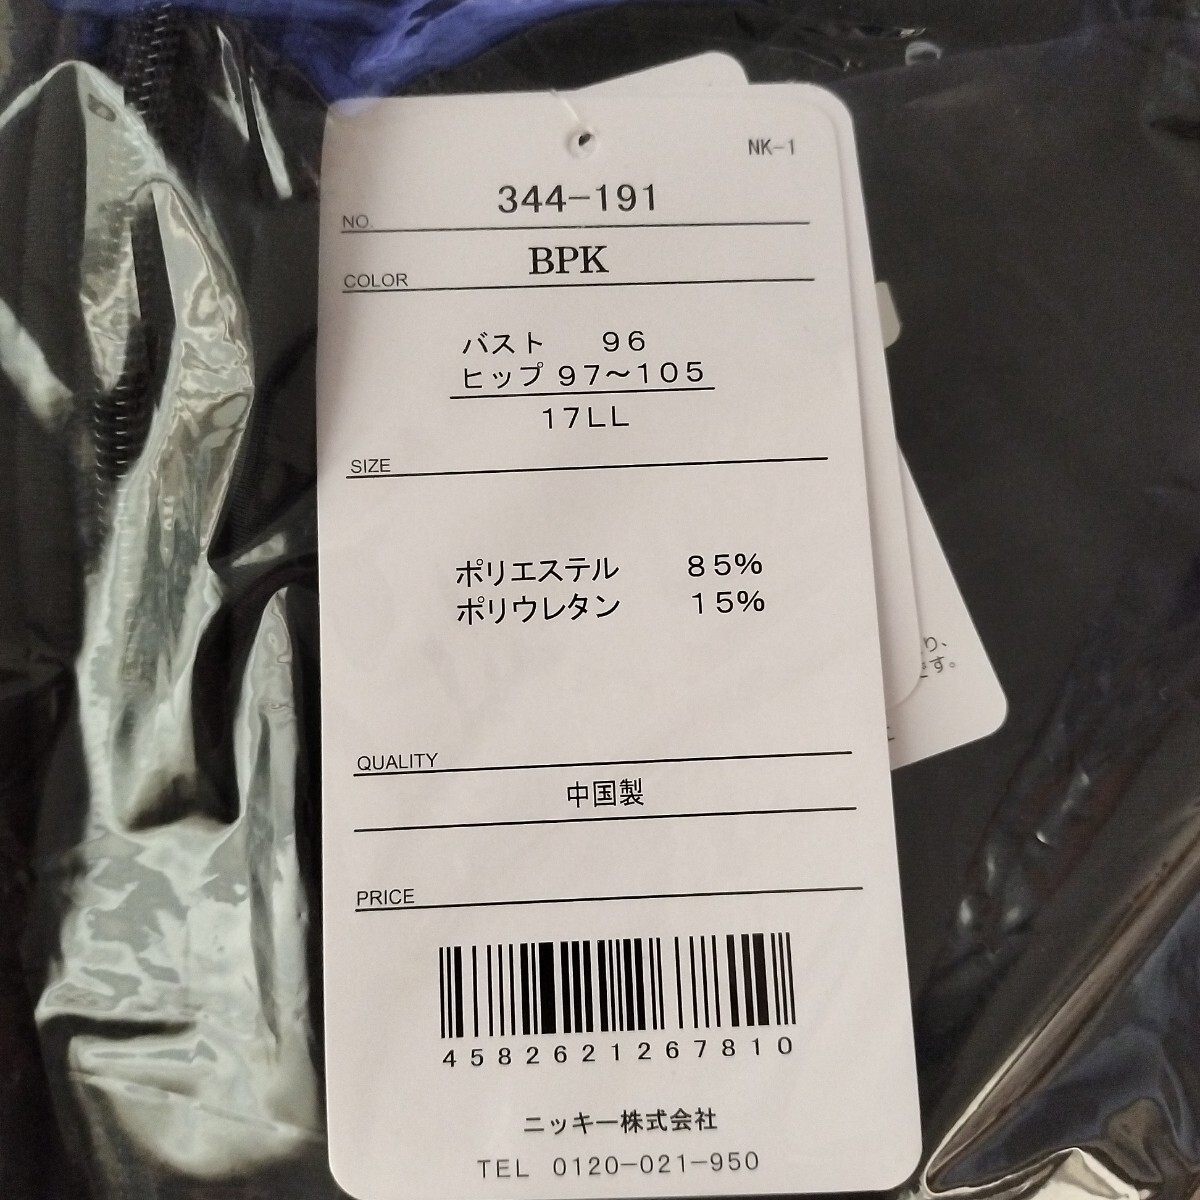 NK-1
NO. 344-191
COLOR BPK
バスト 96
ヒップ 97〜105
17LL
SIZE
ポリエステル 85%
ポリウレタン 15%
QUALITY
中国製
PRICE
4582621267810
ニッキー株式会社
TEL 0120-021-950
り、
す。